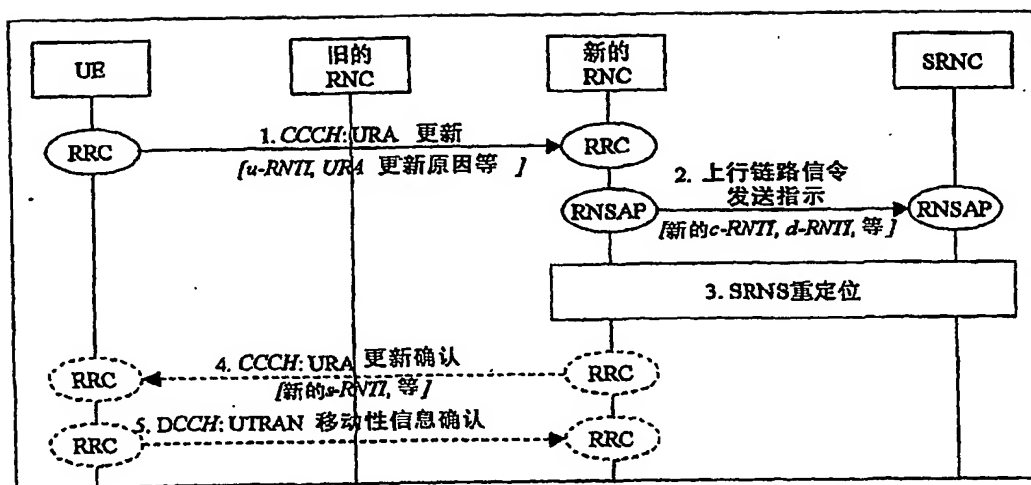 UE
旧的
RNC
新的
RNC
SRNC
RRC
1. CCCH: URA 更新
[u-RNTI, URA 更新原因等 ]
RRC
RNSAP
2. 上行链路信令
发送指示
[新的c-RNTI, d-RNTI, 等 ]
RNSAP
3. SRNS重定位
RRC
4. CCCH: URA 更新确认
[新的s-RNTI, 等]
RRC
RRC
5. DCCH: UTRAN 移动性信息确认
RRC